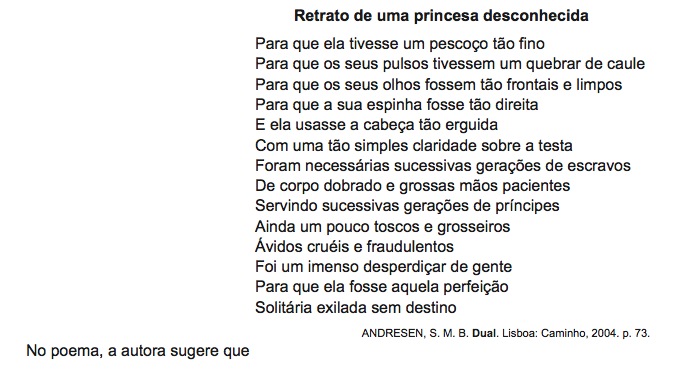 Retrato de uma princesa desconhecida
Para que ela tivesse um pescoço tão fino
Para que os seus pulsos tivessem um quebrar de caule
Para que os seus olhos fossem tão frontais e limpos
Para que a sua espinha fosse tão direita
E ela usasse a cabeça tão erguida
Com uma tão simples claridade sobre a testa
Foram necessárias sucessivas gerações de escravos
De corpo dobrado e grossas mãos pacientes
Servindo sucessivas gerações de príncipes
Ainda um pouco toscos e grosseiros
Ávidos cruéis e fraudulentos
Foi um imenso desperdiçar de gente
Para que ela fosse aquela perfeição
Solitária exilada sem destino
ANDRESEN, S. M. B. Dual. Lisboa: Caminho, 2004. p. 73.
No poema, a autora sugere que